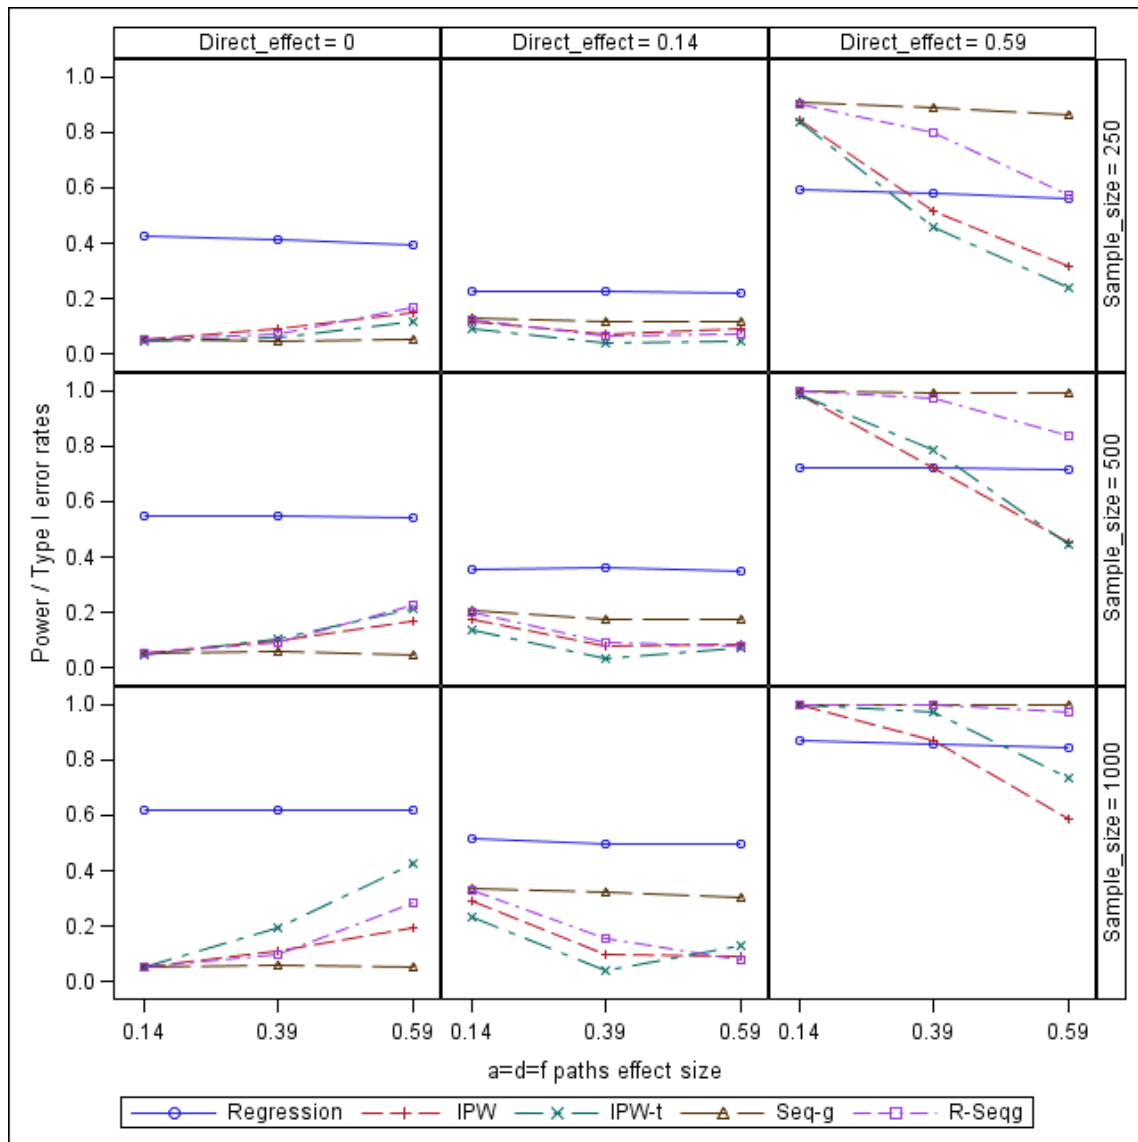 Direct_effect = 0
Direct_effect = 0.14
Direct_effect = 0.59
1.0
0.8
0.6
0.4
0.2
0.0
Sample_size = 250
1.0
0.8
0.6
0.4
0.2
0.0
Sample_size = 500
Power / Type I error rates
1.0
0.8
0.6
0.4
0.2
0.0
Sample_size = 1000
0.14
0.39
0.59
0.14
0.39
0.59
0.14
0.39
0.59
a=d=f paths effect size
Regression
IPW
IPW-t
Seq-g
R-Seqg